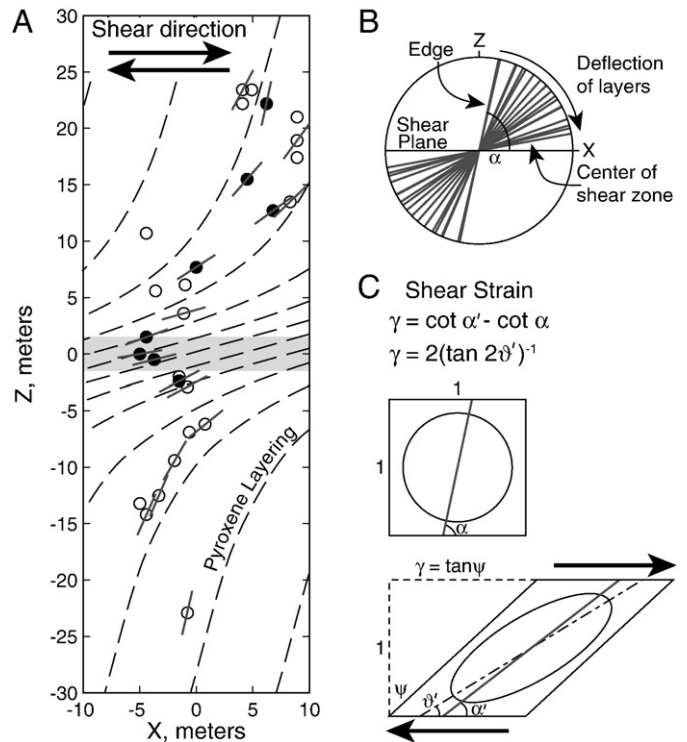 A
Shear direction
30
25
20
15
10
5
0
-5
-10
-15
-20
-25
-30
Z, meters
Pyroxene Layering
-10 -5 0 5 10
X, meters
B
Edge
Z
Deflection
of layers
Shear
Plane
α
X
Center of
shear zone
C Shear Strain
γ = cot α′ - cot α
γ = 2(tan 2ϑ′)⁻¹
1
1
α
γ = tanψ
1
ψ
ϑ′
α′